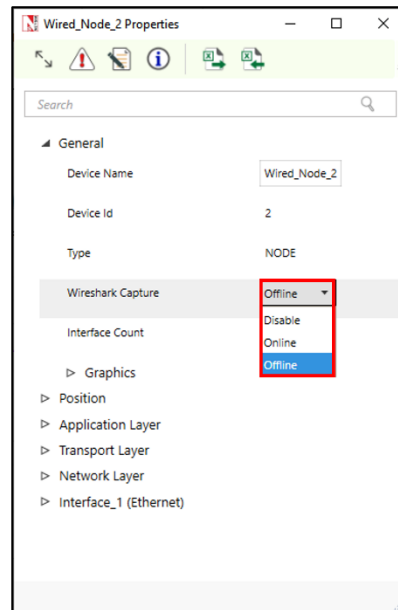 Wired_Node_2 Properties
Search
General
Device Name Wired_Node_2
Device Id 2
Type NODE
Wireshark Capture Offline
Disable
Online
Interface Count
Offline
Graphics
Position
Application Layer
Transport Layer
Network Layer
Interface_1 (Ethernet)